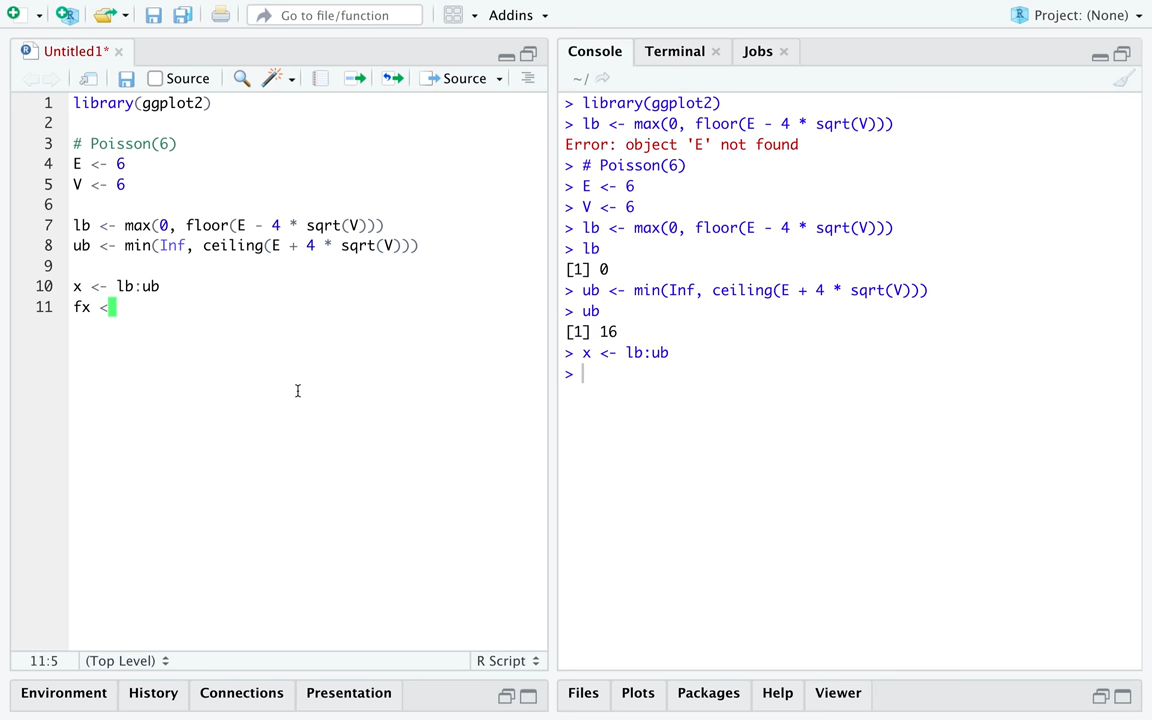 Go to file/function
Addins
Project: (None)
Untitled1*
Source
Source
1 library(ggplot2)
2
3 # Poisson(6)
4 E <- 6
5 V <- 6
6
7 lb <- max(0, floor(E - 4 * sqrt(V)))
8 ub <- min(Inf, ceiling(E + 4 * sqrt(V)))
9
10 x <- lb:ub
11 fx <
11:5 (Top Level) R Script
Environment History Connections Presentation
Console Terminal Jobs
~/
> library(ggplot2)
> lb <- max(0, floor(E - 4 * sqrt(V)))
Error: object 'E' not found
> # Poisson(6)
> E <- 6
> V <- 6
> lb <- max(0, floor(E - 4 * sqrt(V)))
> lb
[1] 0
> ub <- min(Inf, ceiling(E + 4 * sqrt(V)))
> ub
[1] 16
> x <- lb:ub
>
Files Plots Packages Help Viewer